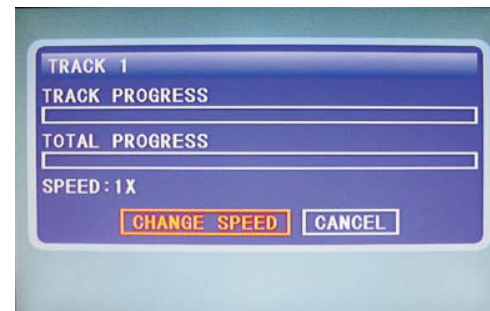 TRACK 1
TRACK PROGRESS
TOTAL PROGRESS
SPEED:1X
CHANGE SPEED CANCEL